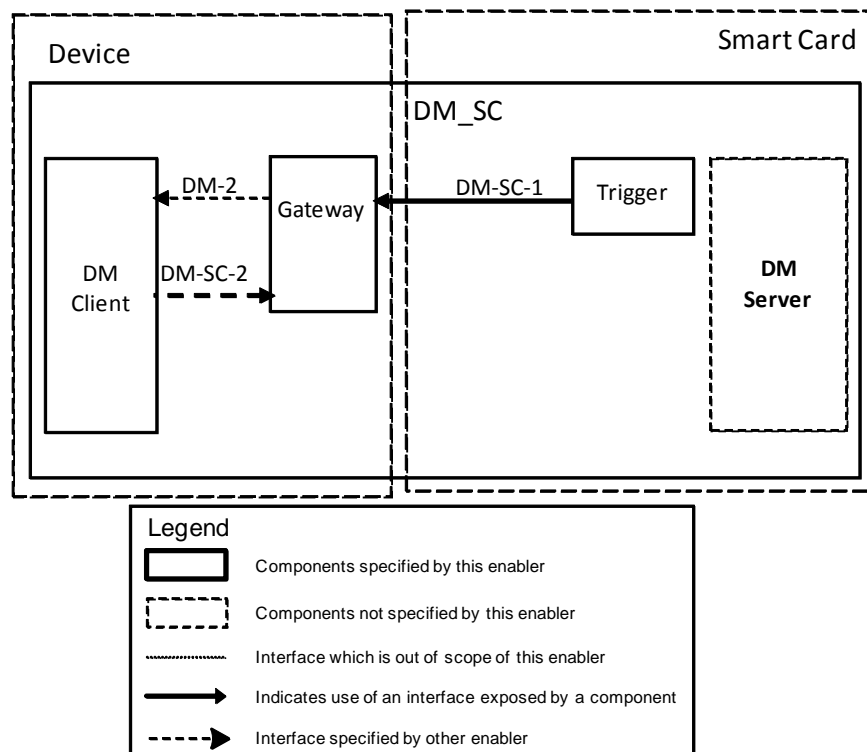 Device
Smart Card
DM_SC
DM-2
DM-SC-1
Gateway
Trigger
DM
Client
DM-SC-2
DM
Server
Legend
Components specified by this enabler
Components not specified by this enabler
Interface which is out of scope of this enabler
Indicates use of an interface exposed by a component
Interface specified by other enabler